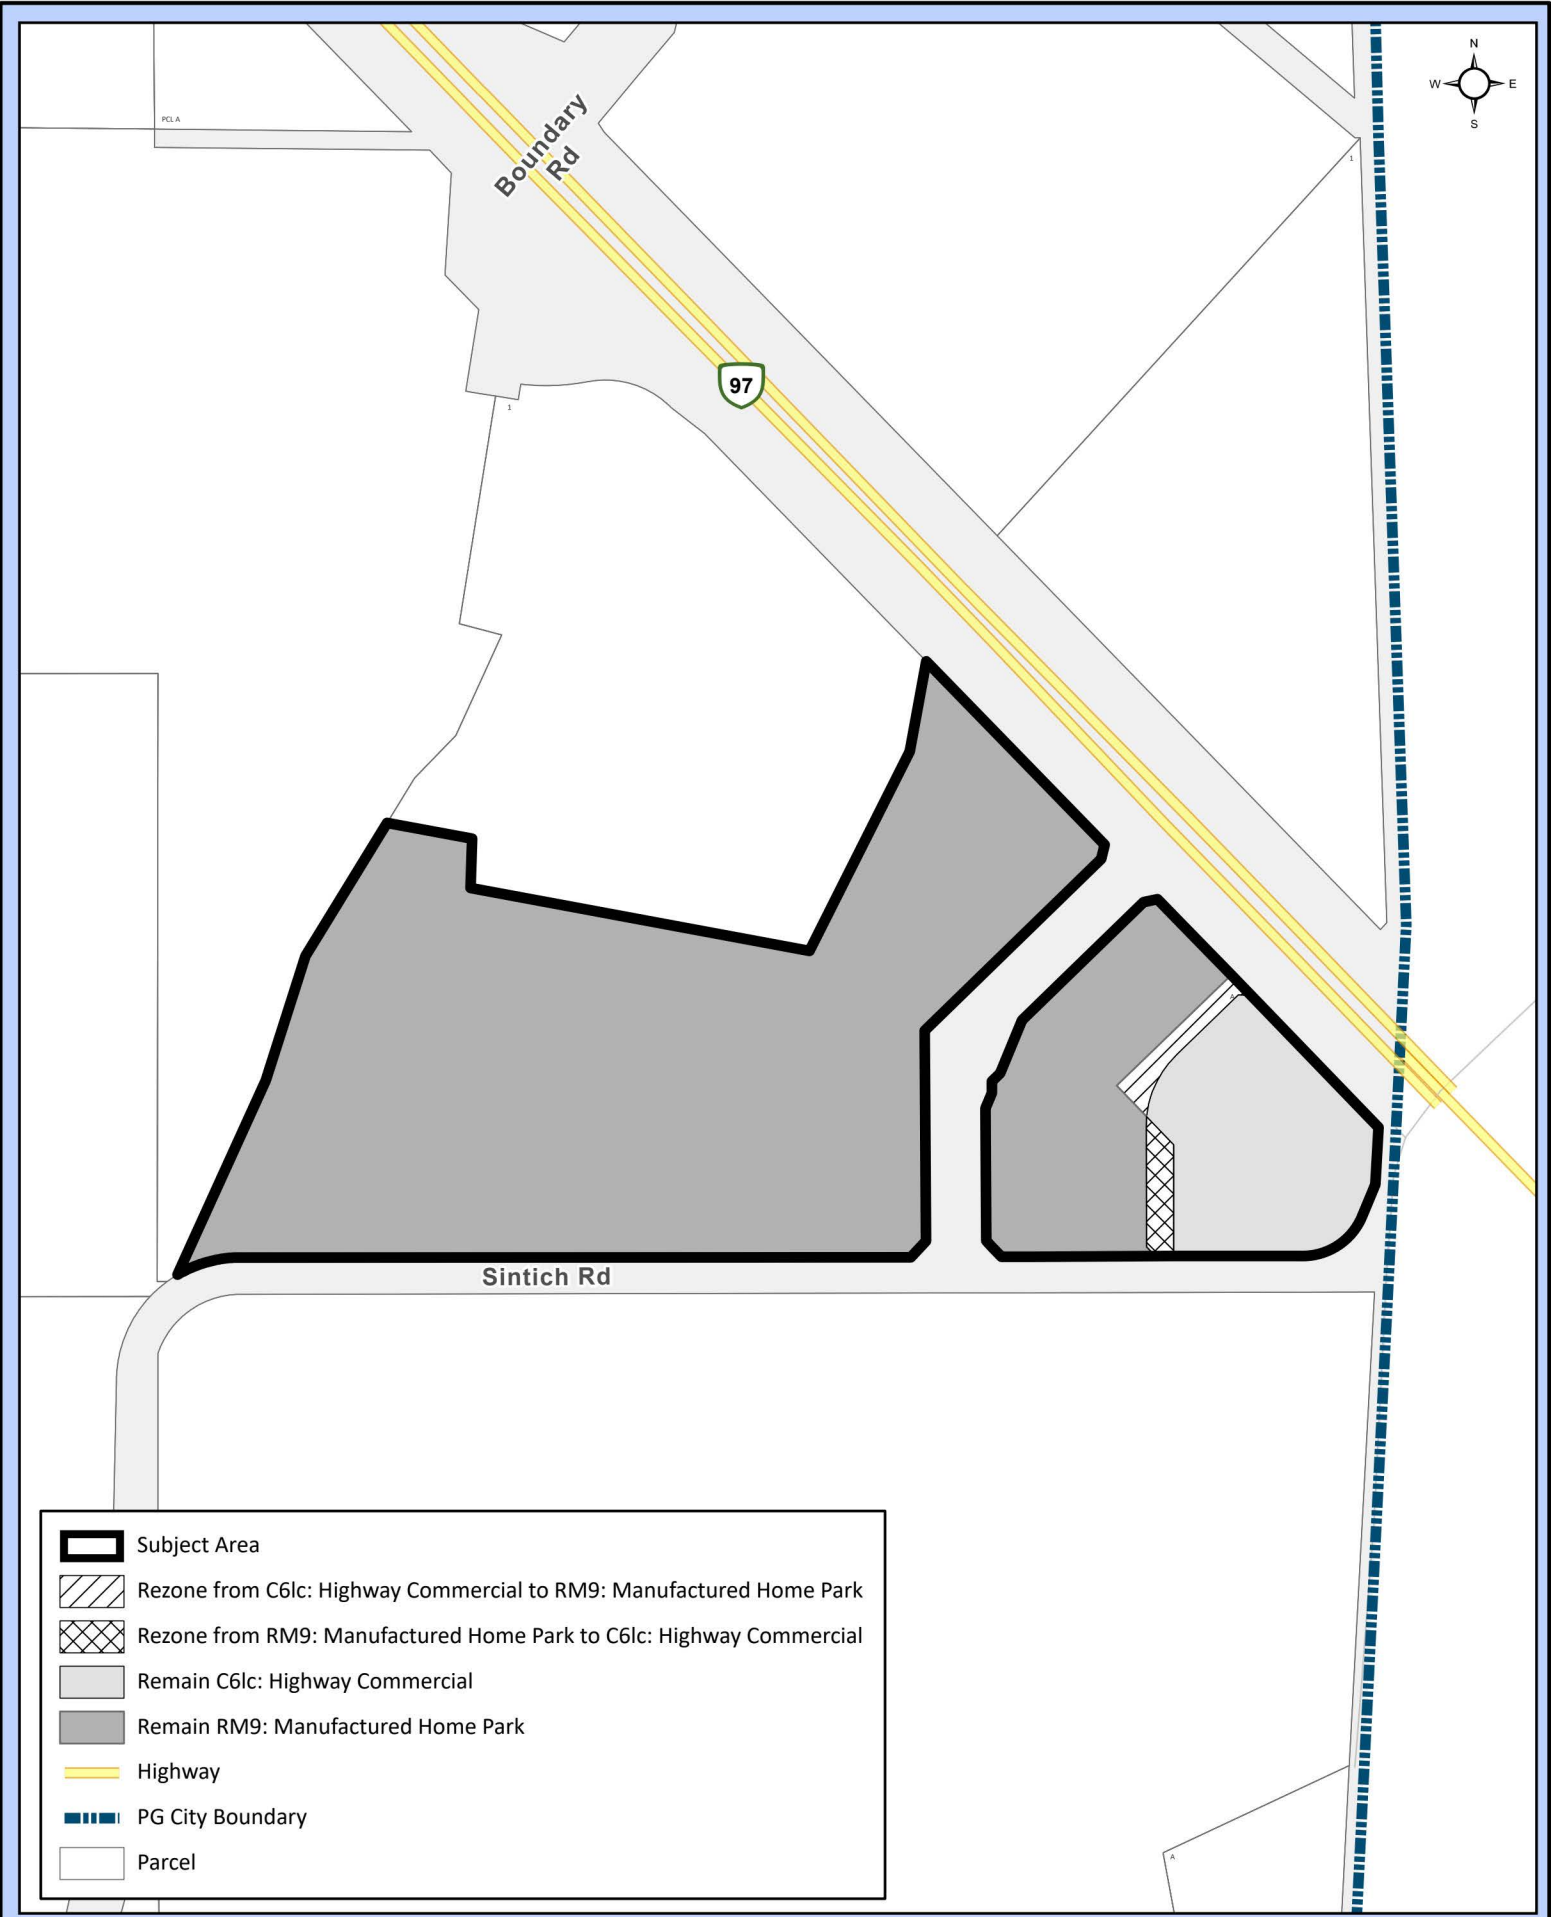 N
W E
S
PCL A
Boundary
Rd
1
97
1
A
Sintich Rd
Subject Area
Rezone from C6lc: Highway Commercial to RM9: Manufactured Home Park
Rezone from RM9: Manufactured Home Park to C6lc: Highway Commercial
Remain C6lc: Highway Commercial
Remain RM9: Manufactured Home Park
Highway
PG City Boundary
Parcel
A